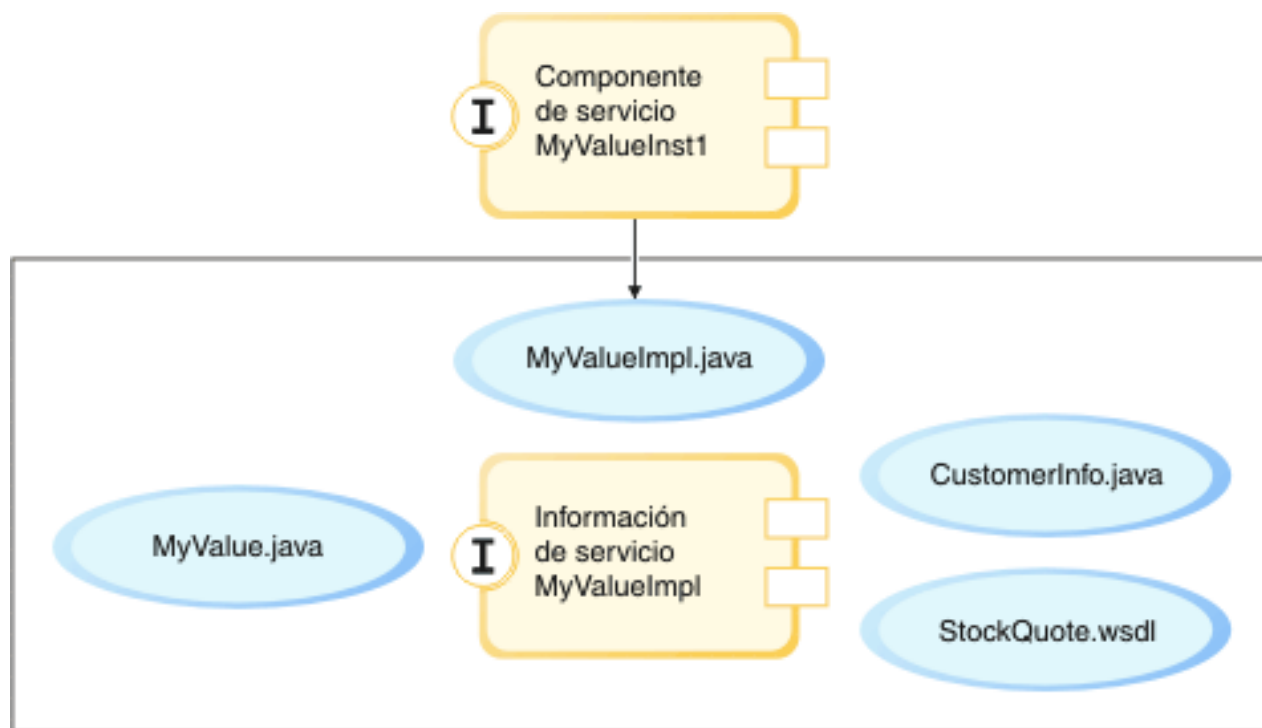 Componente
de servicio
MyValueInst1
I
MyValueImpl.java
CustomerInfo.java
Información
de servicio
MyValueImpl
I
MyValue.java
StockQuote.wsdl